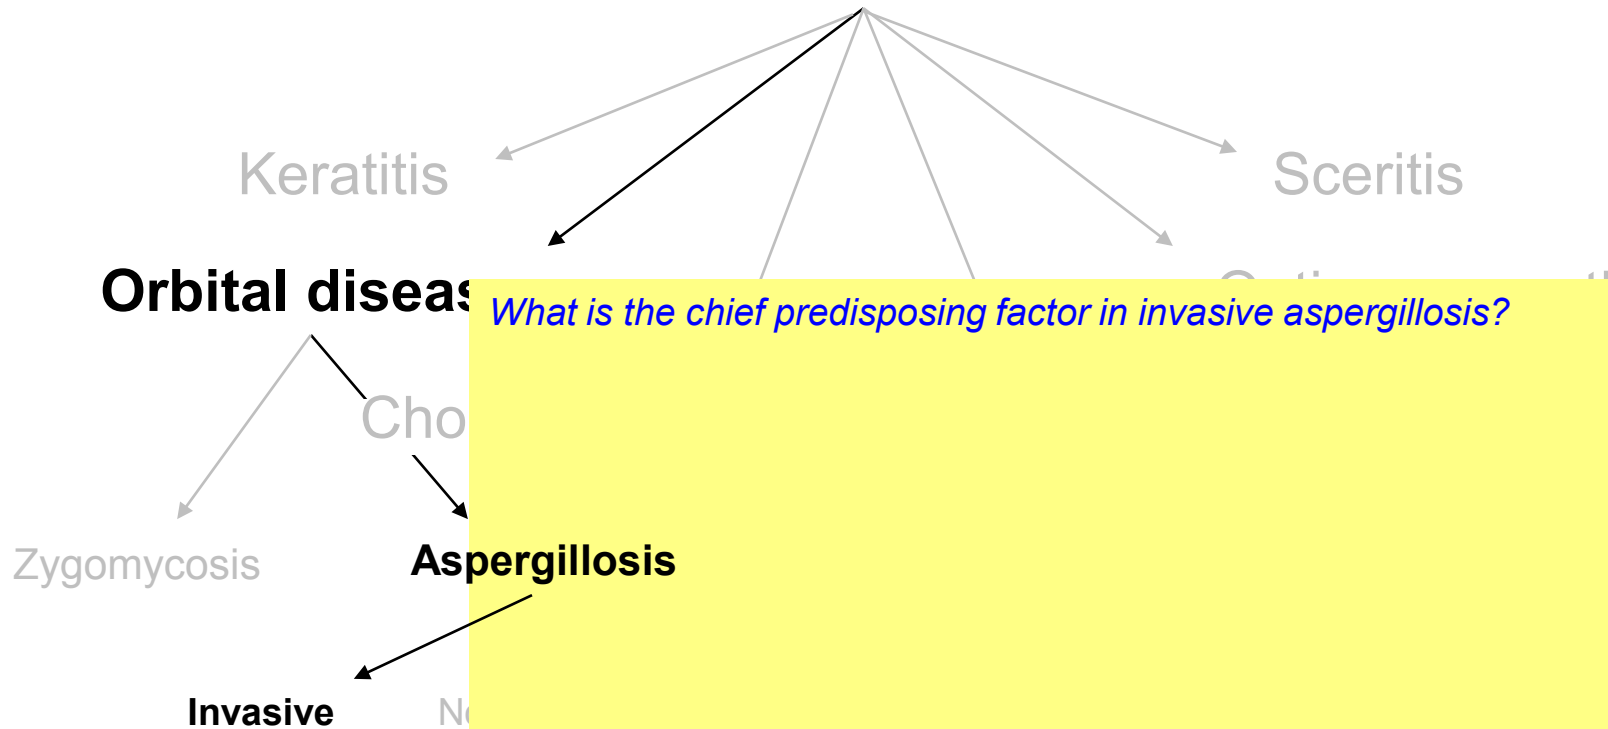 Keratitis
Sceritis
Orbital diseas
What is the chief predisposing factor in invasive aspergillosis?
Cho
Zygomycosis
Aspergillosis
Invasive